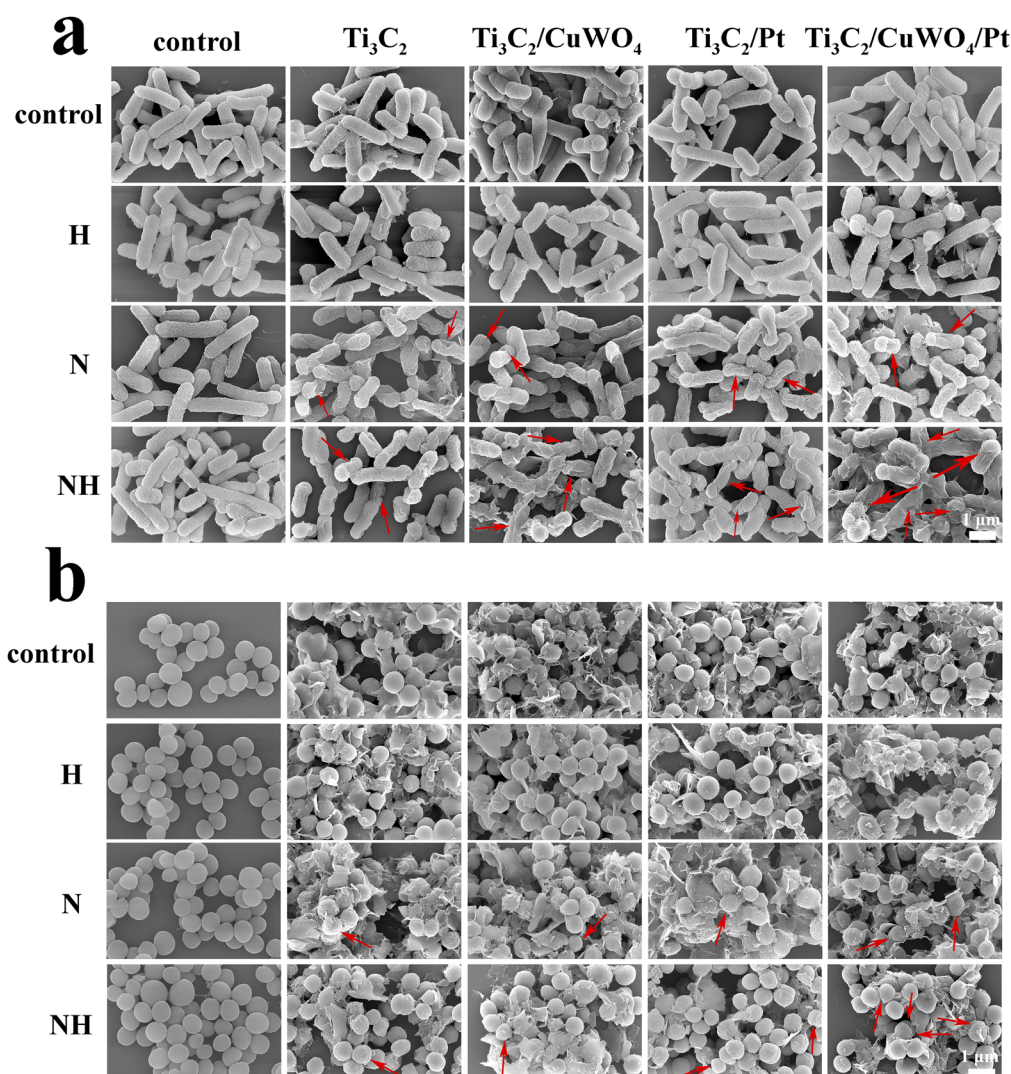 a
control Ti₃C₂ Ti₃C₂/CuWO₄ Ti₃C₂/Pt Ti₃C₂/CuWO₄/Pt
control
H
N
NH
1 μm
b
control
H
N
NH
1 μm